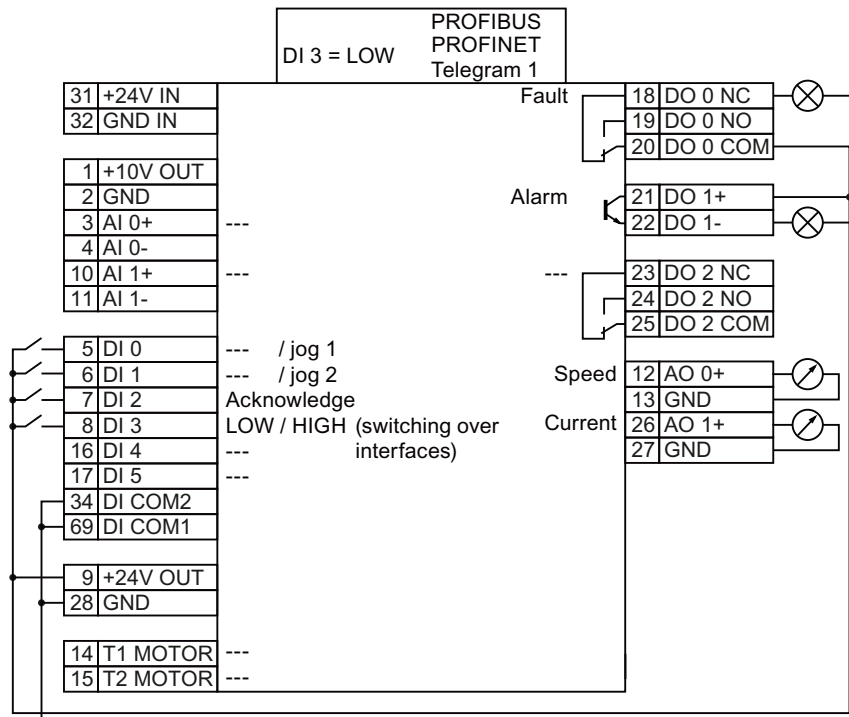 DI 3 = LOW
PROFIBUS
PROFINET
Telegram 1
31 +24V IN
32 GND IN
1 +10V OUT
2 GND
3 AI 0+ ---
4 AI 0-
10 AI 1+ ---
11 AI 1-
5 DI 0 --- / jog 1
6 DI 1 --- / jog 2
7 DI 2 Acknowledge
8 DI 3 LOW / HIGH (switching over
interfaces)
16 DI 4 ---
17 DI 5 ---
34 DI COM2
69 DI COM1
9 +24V OUT
28 GND
14 T1 MOTOR ---
15 T2 MOTOR ---
Fault 18 DO 0 NC
19 DO 0 NO
20 DO 0 COM
Alarm 21 DO 1+
22 DO 1-
--- 23 DO 2 NC
24 DO 2 NO
25 DO 2 COM
Speed 12 AO 0+
13 GND
Current 26 AO 1+
27 GND